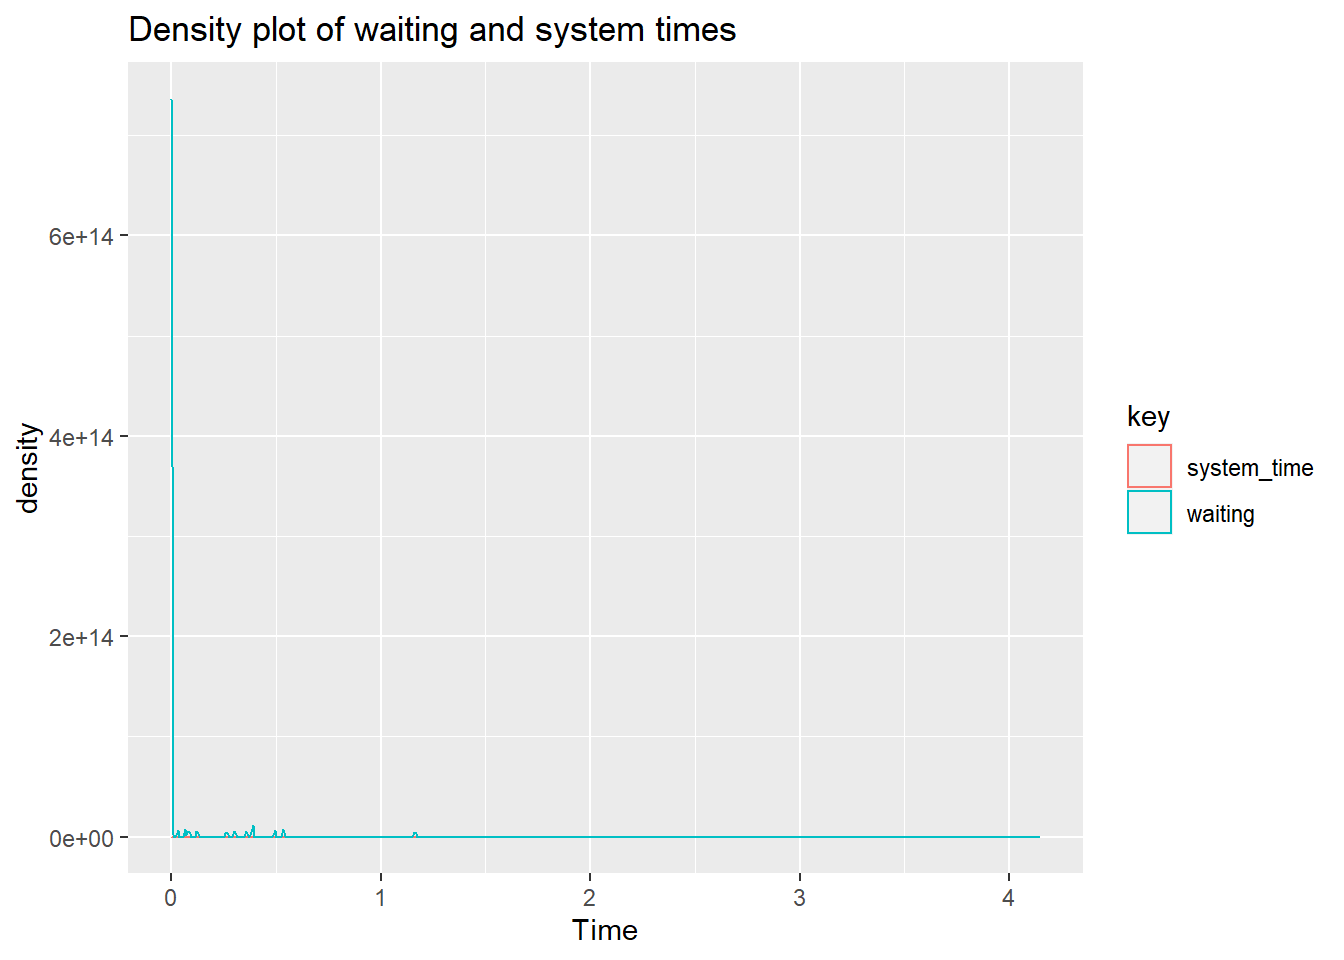 Density plot of waiting and system times
density
6e+14
4e+14
2e+14
0e+00
0
1
2
3
4
Time
key
system_time
waiting